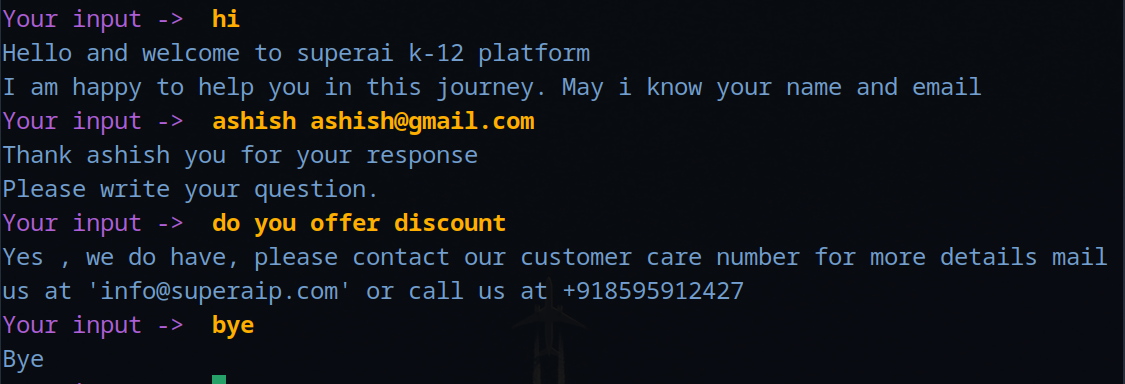 Your input ->  hi
Hello and welcome to superai k-12 platform
I am happy to help you in this journey. May i know your name and email
Your input ->  ashish ashish@gmail.com
Thank ashish you for your response
Please write your question.
Your input ->  do you offer discount
Yes , we do have, please contact our customer care number for more details mail
us at 'info@superaip.com' or call us at +918595912427
Your input ->  bye
Bye